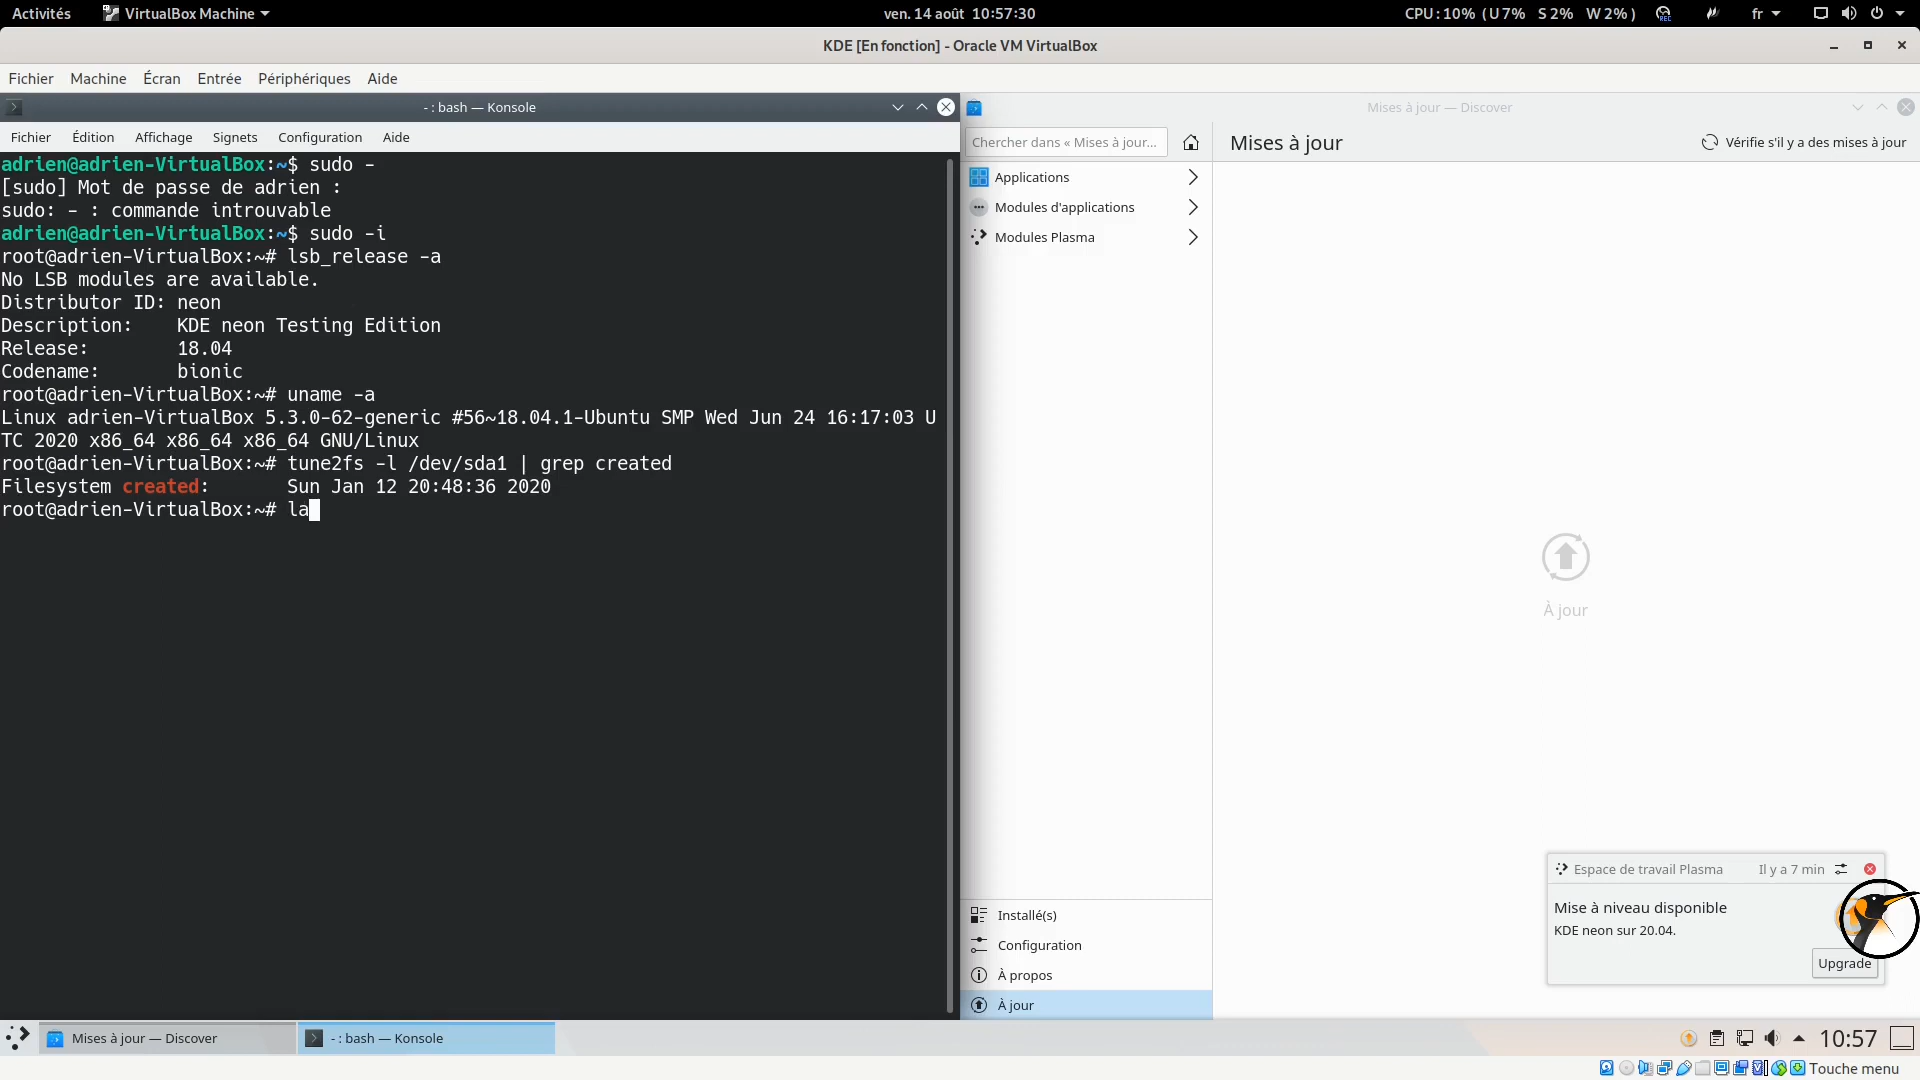 Activités
VirtualBox Machine
ven. 14 août 10:57:30
CPU : 10% ( U 7% S 2% W 2% )
REC
fr
KDE [En fonction] - Oracle VM VirtualBox
Fichier Machine Écran Entrée Périphériques Aide
- : bash — Konsole
Fichier Édition Affichage Signets Configuration Aide
adrien@adrien-VirtualBox:~$ sudo -
[sudo] Mot de passe de adrien :
sudo: - : commande introuvable
adrien@adrien-VirtualBox:~$ sudo -i
root@adrien-VirtualBox:~# lsb_release -a
No LSB modules are available.
Distributor ID: neon
Description: KDE neon Testing Edition
Release: 18.04
Codename: bionic
root@adrien-VirtualBox:~# uname -a
Linux adrien-VirtualBox 5.3.0-62-generic #56~18.04.1-Ubuntu SMP Wed Jun 24 16:17:03 U
TC 2020 x86_64 x86_64 x86_64 GNU/Linux
root@adrien-VirtualBox:~# tune2fs -l /dev/sda1 | grep created
Filesystem created: Sun Jan 12 20:48:36 2020
root@adrien-VirtualBox:~# la
Mises à jour — Discover
Chercher dans « Mises à jour...
Mises à jour
Vérifie s'il y a des mises à jour
Applications
Modules d'applications
Modules Plasma
À jour
Installé(s)
Configuration
À propos
À jour
Espace de travail Plasma Il y a 7 min
Mise à niveau disponible
KDE neon sur 20.04.
Upgrade
Mises à jour — Discover
- : bash — Konsole
10:57
Touche menu